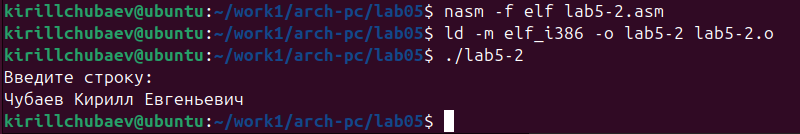 kirillchubaev@ubuntu:~/work1/arch-pc/lab05$ nasm -f elf lab5-2.asm
kirillchubaev@ubuntu:~/work1/arch-pc/lab05$ ld -m elf_i386 -o lab5-2 lab5-2.o
kirillchubaev@ubuntu:~/work1/arch-pc/lab05$ ./lab5-2
Введите строку:
Чубаев Кирилл Евгеньевич
kirillchubaev@ubuntu:~/work1/arch-pc/lab05$